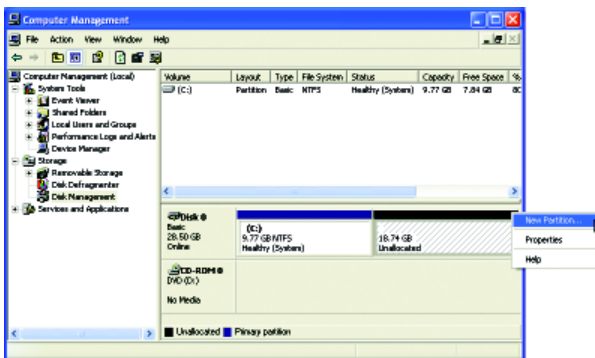 Computer Management
File Action View Window Help
Computer Management (Local)
System Tools
Event Viewer
Shared Folders
Local Users and Groups
Performance Logs and Alerts
Device Manager
Storage
Removable Storage
Disk Defragmenter
Disk Management
Services and Applications
Volume Layout Type File System Status Capacity Free Space %
(C:) Partition Basic NTFS Healthy (System) 9.77 GB 7.84 GB 80
Disk 0
Basic
28.50 GB
Online
(C:)
9.77 GB NTFS
Healthy (System)
18.74 GB
Unallocated
New Partition...
Properties
Help
CD-ROM 0
DVD (D:)
No Media
Unallocated Primary partition